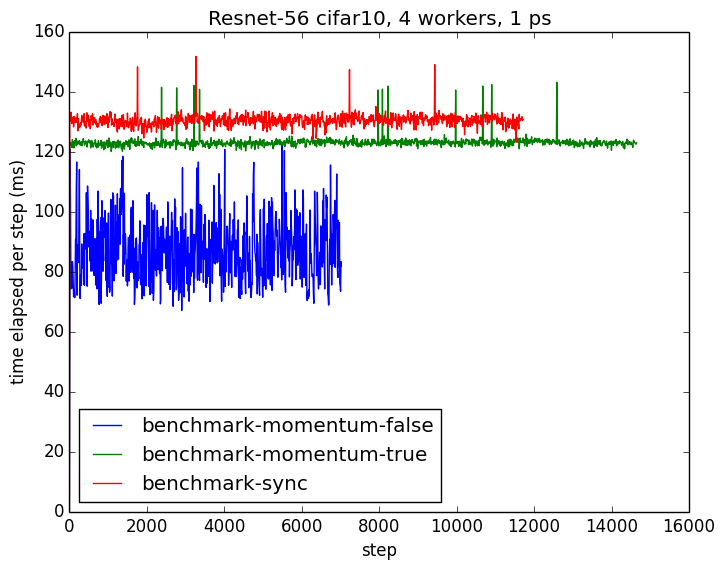 Resnet-56 cifar10, 4 workers, 1 ps
160
140
120
100
80
60
40
20
0
time elapsed per step (ms)
benchmark-momentum-false
benchmark-momentum-true
benchmark-sync
0 2000 4000 6000 8000 10000 12000 14000 16000
step